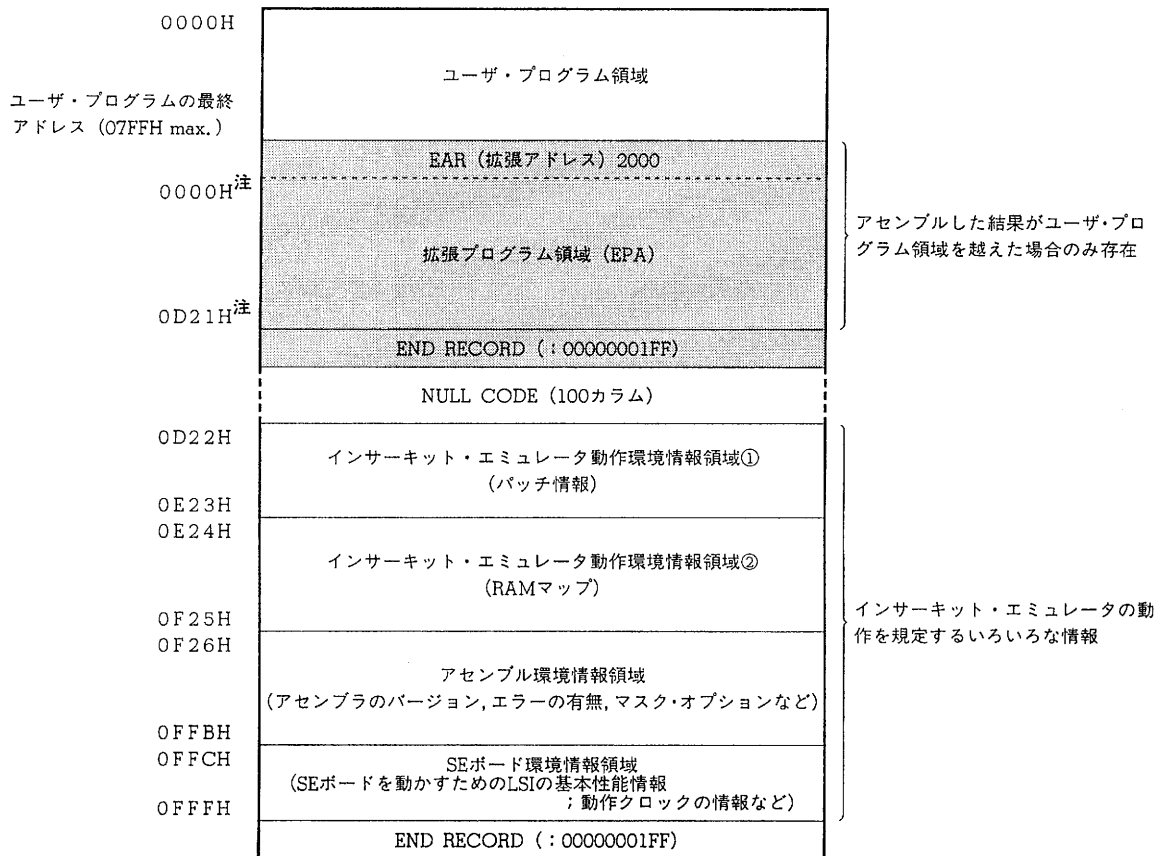 0000H
ユーザ・プログラム領域
ユーザ・プログラムの最終
アドレス（07FFH max.）
EAR（拡張アドレス）2000
0000H注
拡張プログラム領域（EPA）
アセンブルした結果がユーザ・プロ
グラム領域を越えた場合のみ存在
0D21H注
END RECORD（：00000001FF）
NULL CODE（100カラム）
0D22H
インサーキット・エミュレータ動作環境情報領域①
（パッチ情報）
0E23H
0E24H
インサーキット・エミュレータ動作環境情報領域②
（RAMマップ）
0F25H
インサーキット・エミュレータの動
作を規定するいろいろな情報
0F26H
アセンブル環境情報領域
（アセンブラのバージョン，エラーの有無，マスク・オプションなど）
0FFBH
0FFCH
SEボード環境情報領域
（SEボードを動かすためのLSIの基本性能情報
；動作クロックの情報など）
0FFFH
END RECORD（：00000001FF）